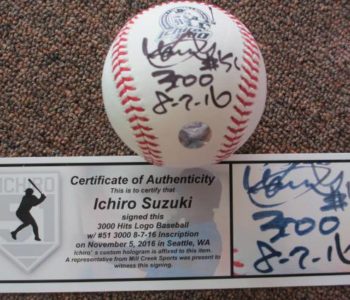 ICHIRO
#51
3000
8-7-16
Certificate of Authenticity
This is to certify that
Ichiro Suzuki
signed this
3000 Hits Logo Baseball
w/ #51 3000 8-7-16 Inscription
on November 5, 2016 in Seattle, WA
Ichiro' s custom hologram is affixed to this item.
A representative from Mill Creek Sports was present to
witness this signing.
ICHIRO
3000
8-7-16